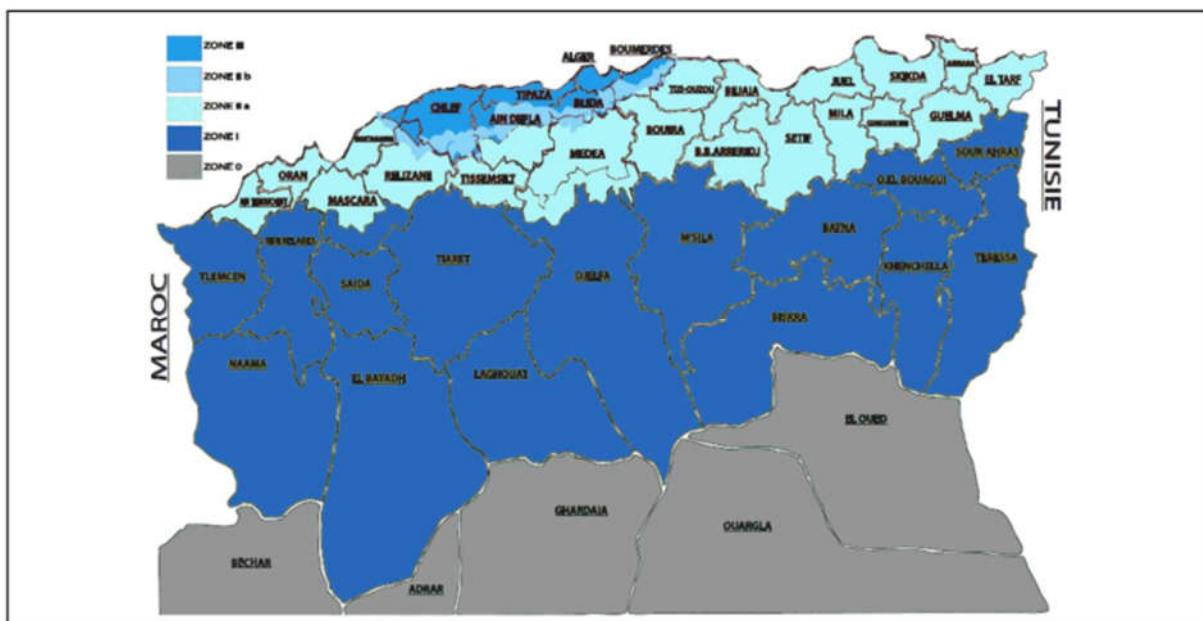 ZONE III
ZONE II b
ZONE II a
ZONE I
ZONE 0
ALGER
BOUMERDES
TIPAZA
CHLEF
BLIDA
AIN DEFLA
TIZI-OUZOU
BEJAIA
JIJEL
SKIKDA
ANNABA
EL TARF
GUELMA
MILA
SETIF
BOUIRA
B.B.ARRERIDJ
MEDEA
TISSEMSILT
RELIZANE
ORAN
MASCARA
SOUK AHRAS
O.EL BOUAGUI
TLEMCEN
SAIDA
TIARET
DJELFA
M'SILA
BATNA
KHENCHELLA
TEBESSA
BISKRA
NAAMA
EL BAYADH
LAGHOUAT
EL OUED
GHARDAIA
OUARGLA
BECHAR
ADRAR
MAROC
TUNISIE